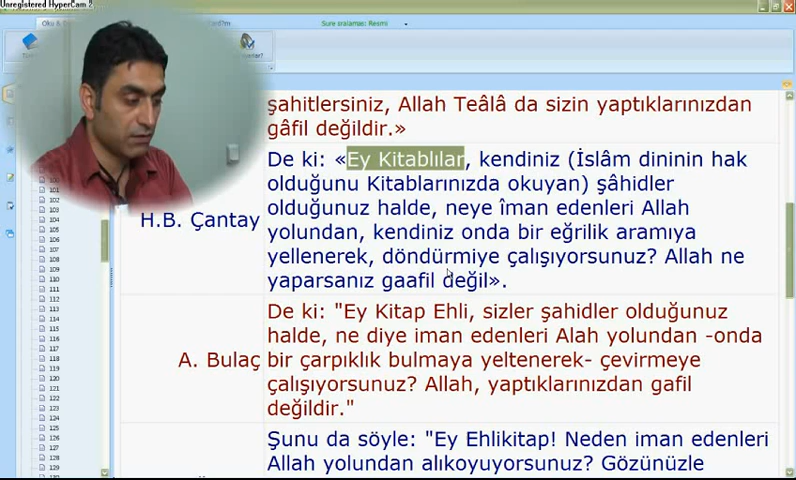 Unregistered HyperCam 2
Oku &
Sure sıralaması: Resmi
şahitlersiniz, Allah Teâlâ da sizin yaptıklarınızdan
gâfil değildir.»
H.B. Çantay
De ki: «Ey Kitablılar, kendiniz (İslâm dininin hak
olduğunu Kitablarınızda okuyan) şâhidler
olduğunuz halde, neye îman edenleri Allah
yolundan, kendiniz onda bir eğrilik aramıya
yellenerek, döndürmiye çalışıyorsunuz? Allah ne
yaparsanız gaafil değil».
A. Bulaç
De ki: "Ey Kitap Ehli, sizler şahidler olduğunuz
halde, ne diye iman edenleri Alah yolundan -onda
bir çarpıklık bulmaya yeltenerek- çevirmeye
çalışıyorsunuz? Allah, yaptıklarınızdan gafil
değildir."
Şunu da söyle: "Ey Ehlikitap! Neden iman edenleri
Allah yolundan alıkoyuyorsunuz? Gözünüzle
101
102
103
104
105
106
107
108
109
110
111
112
113
114
115
116
117
118
119
120
121
122
123
124
125
126
127
128
129